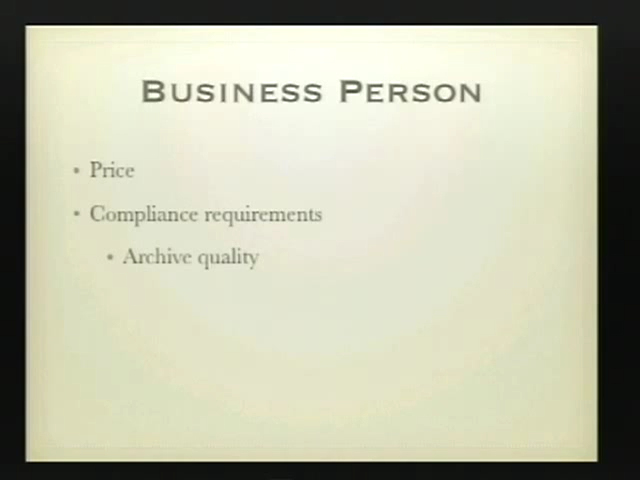 Business Person
• Price
• Compliance requirements
• Archive quality